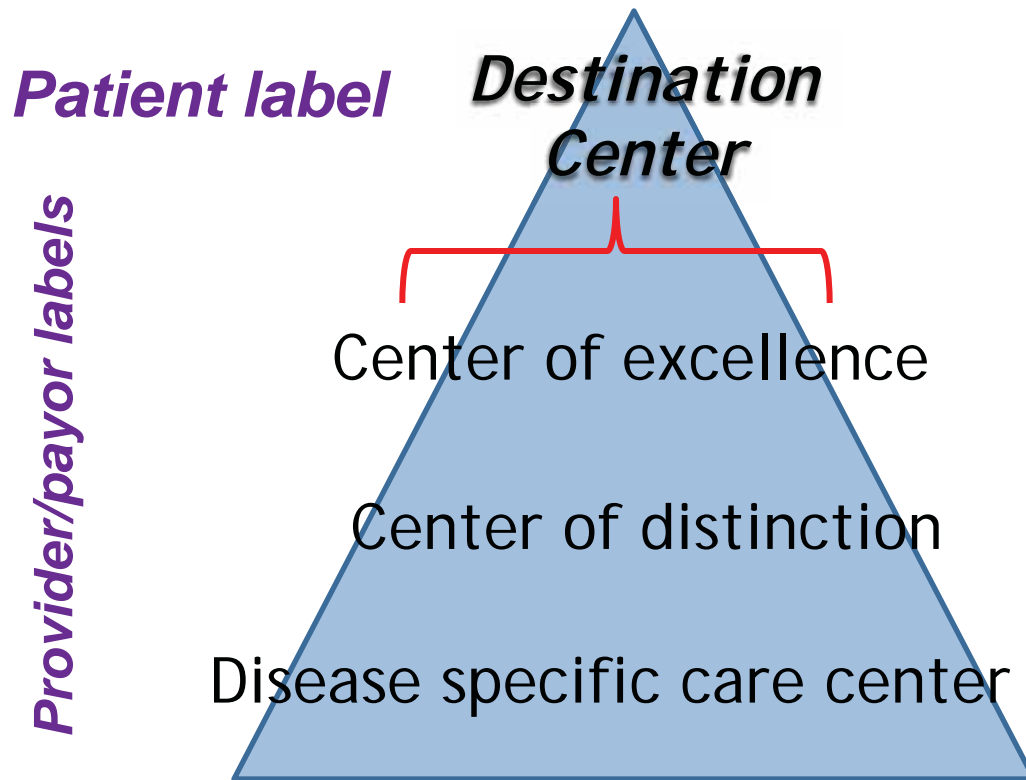 Patient label
Destination
Center
Provider/payor labels
Center of excellence
Center of distinction
Disease specific care center